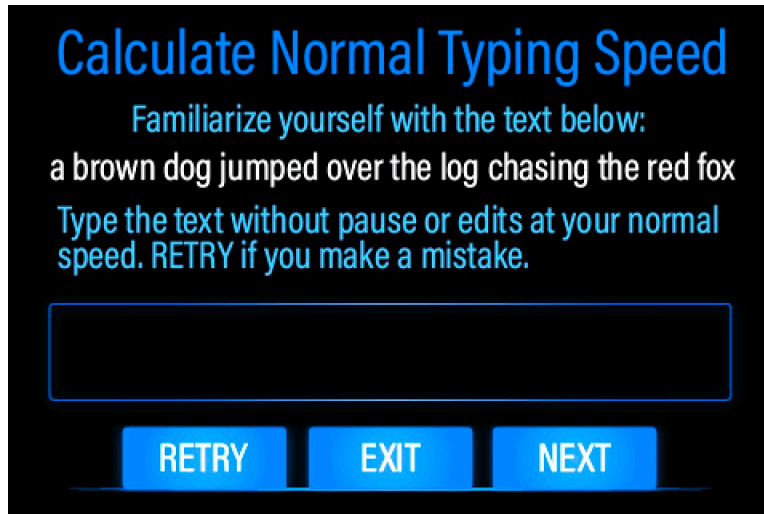 Calculate Normal Typing Speed
Familiarize yourself with the text below:
a brown dog jumped over the log chasing the red fox
Type the text without pause or edits at your normal
speed. RETRY if you make a mistake.
RETRY EXIT NEXT